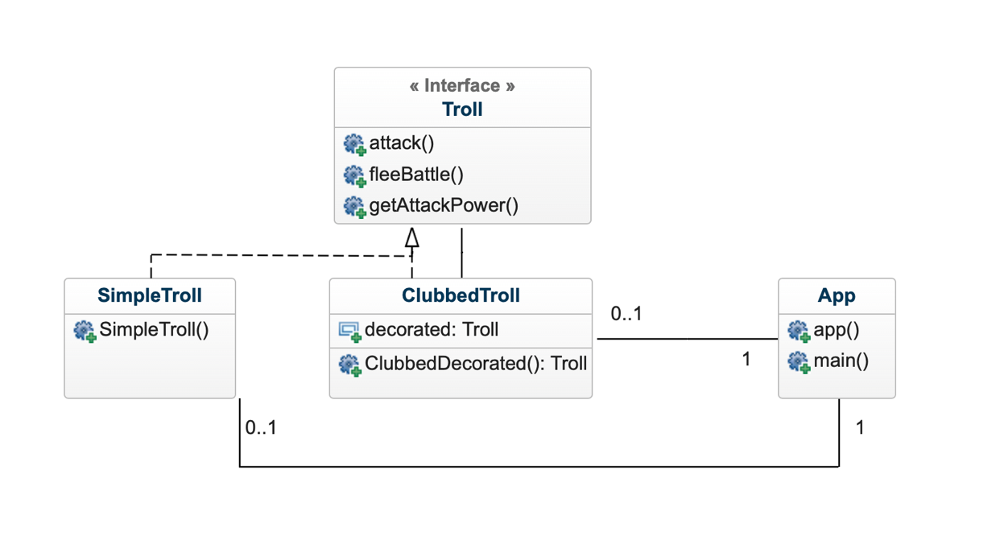 « Interface »
Troll
attack()
fleeBattle()
getAttackPower()
SimpleTroll
SimpleTroll()
ClubbedTroll
decorated: Troll
ClubbedDecorated(): Troll
0..1
1
App
app()
main()
0..1
1